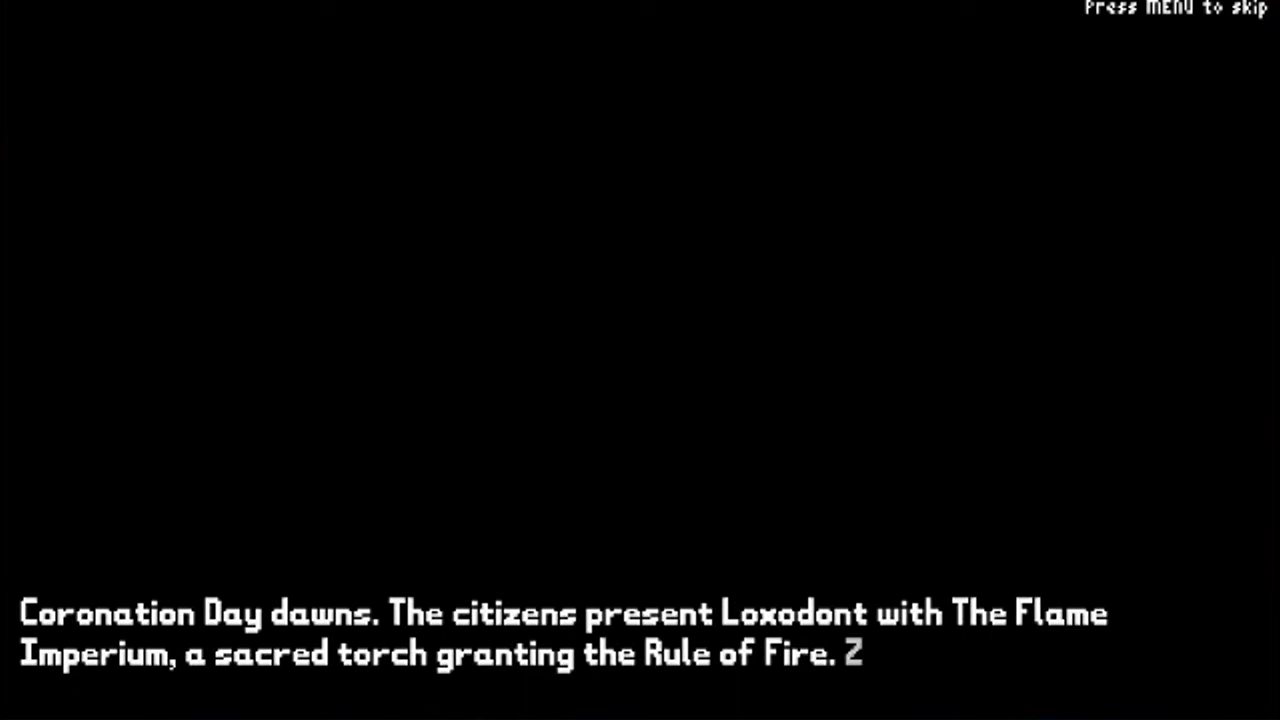 Press MENU to skip
Coronation Day dawns. The citizens present Loxodont with The Flame
Imperium, a sacred torch granting the Rule of Fire. Z